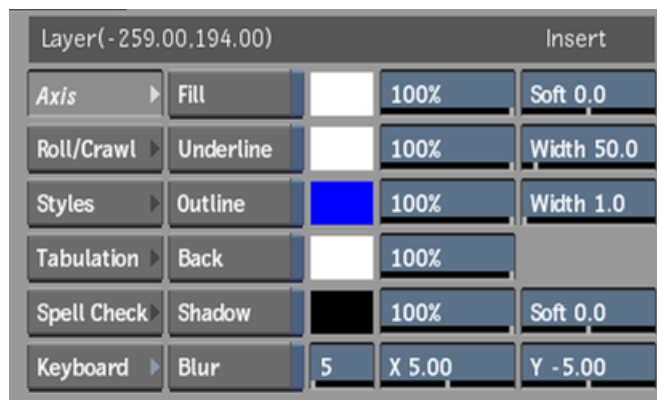 Layer(-259.00,194.00) Insert
Axis Fill 100% Soft 0.0
Roll/Crawl Underline 100% Width 50.0
Styles Outline 100% Width 1.0
Tabulation Back 100%
Spell Check Shadow 100% Soft 0.0
Keyboard Blur 5 X 5.00 Y -5.00